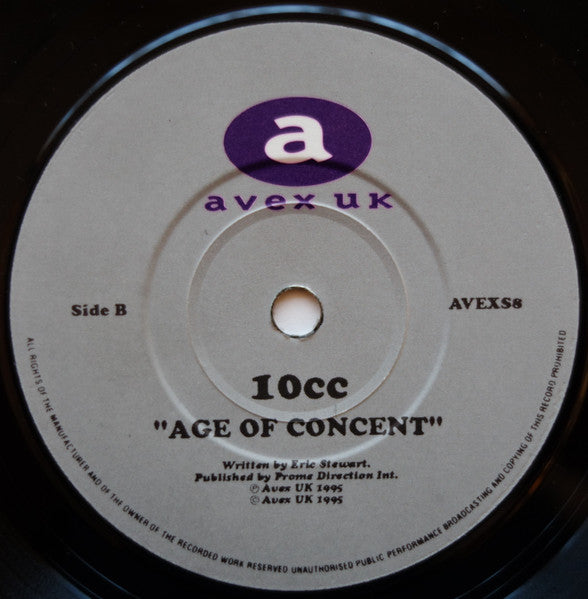 a
avex uk
Side B
AVEXS8
10cc
"AGE OF CONCENT"
Written by Eric Stewart.
Published by Proms Direction Int.
℗ Avex UK 1995
© Avex UK 1995
ALL RIGHTS OF THE MANUFACTURER AND OF THE OWNER OF THE RECORDED WORK RESERVED UNAUTHORISED PUBLIC PERFORMANCE BROADCASTING AND COPYING OF THIS RECORD PROHIBITED